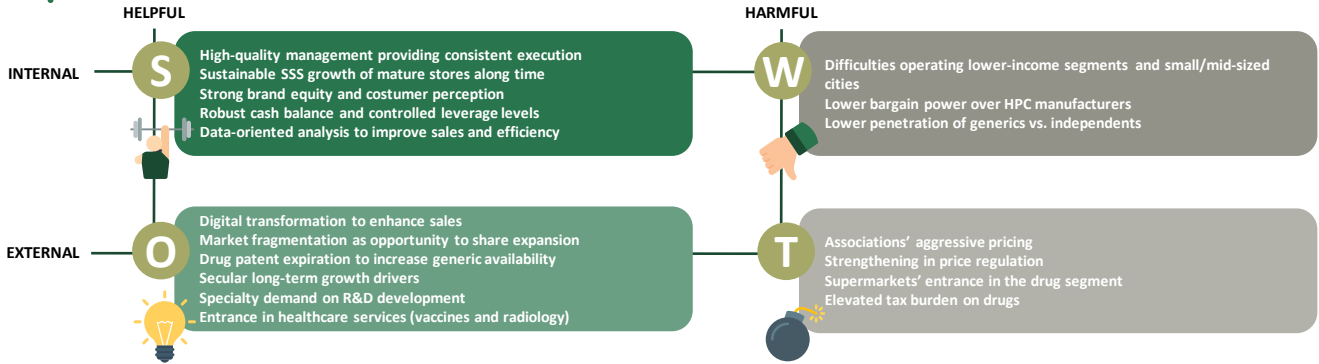 HELPFUL
HARMFUL
INTERNAL
S
High-quality management providing consistent execution
Sustainable SSS growth of mature stores along time
Strong brand equity and costumer perception
Robust cash balance and controlled leverage levels
Data-oriented analysis to improve sales and efficiency
W
Difficulties operating lower-income segments and small/mid-sized
cities
Lower bargain power over HPC manufacturers
Lower penetration of generics vs. independents
EXTERNAL
O
Digital transformation to enhance sales
Market fragmentation as opportunity to share expansion
Drug patent expiration to increase generic availability
Secular long-term growth drivers
Specialty demand on R&D development
Entrance in healthcare services (vaccines and radiology)
T
Associations’ aggressive pricing
Strengthening in price regulation
Supermarkets’ entrance in the drug segment
Elevated tax burden on drugs